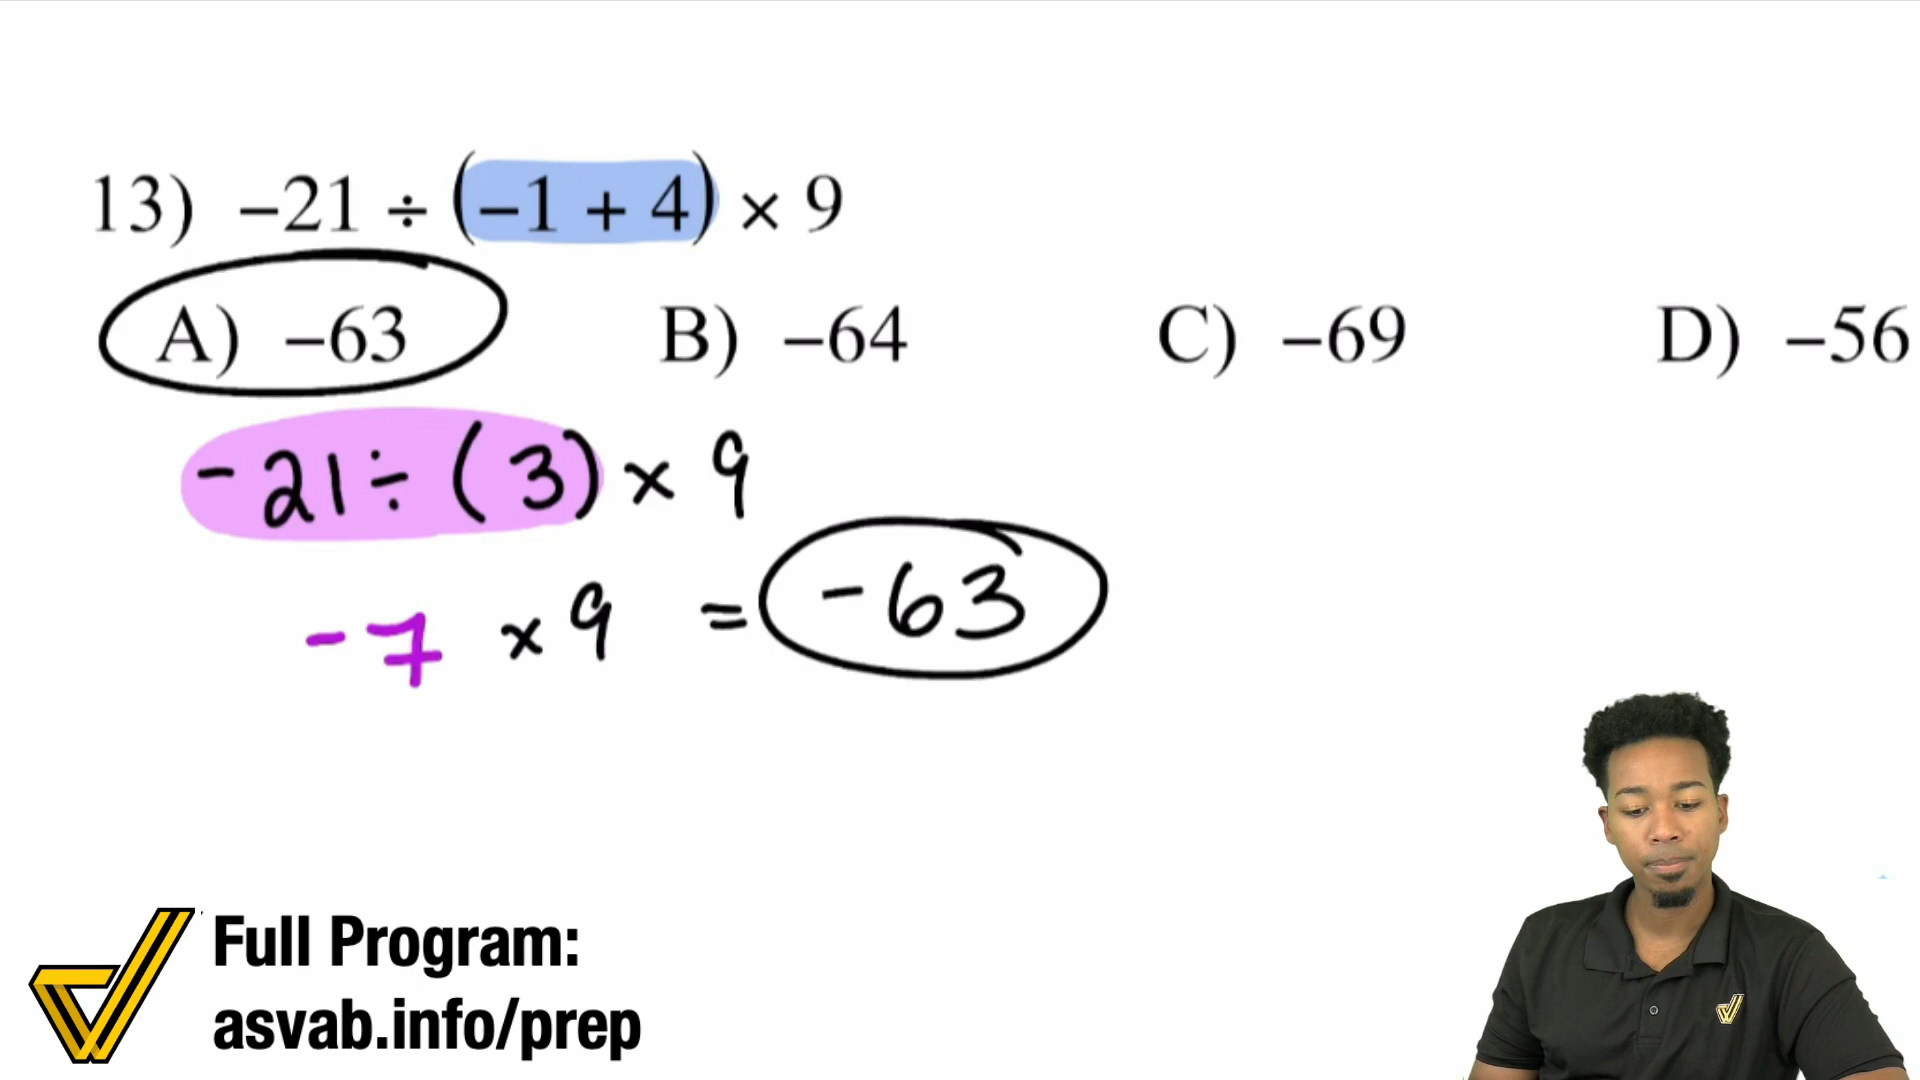 13) −21 ÷ (−1 + 4) × 9
A) −63 B) −64 C) −69 D) −56
-21 ÷ (3) × 9
-7 × 9 = -63
Full Program:
asvab.info/prep